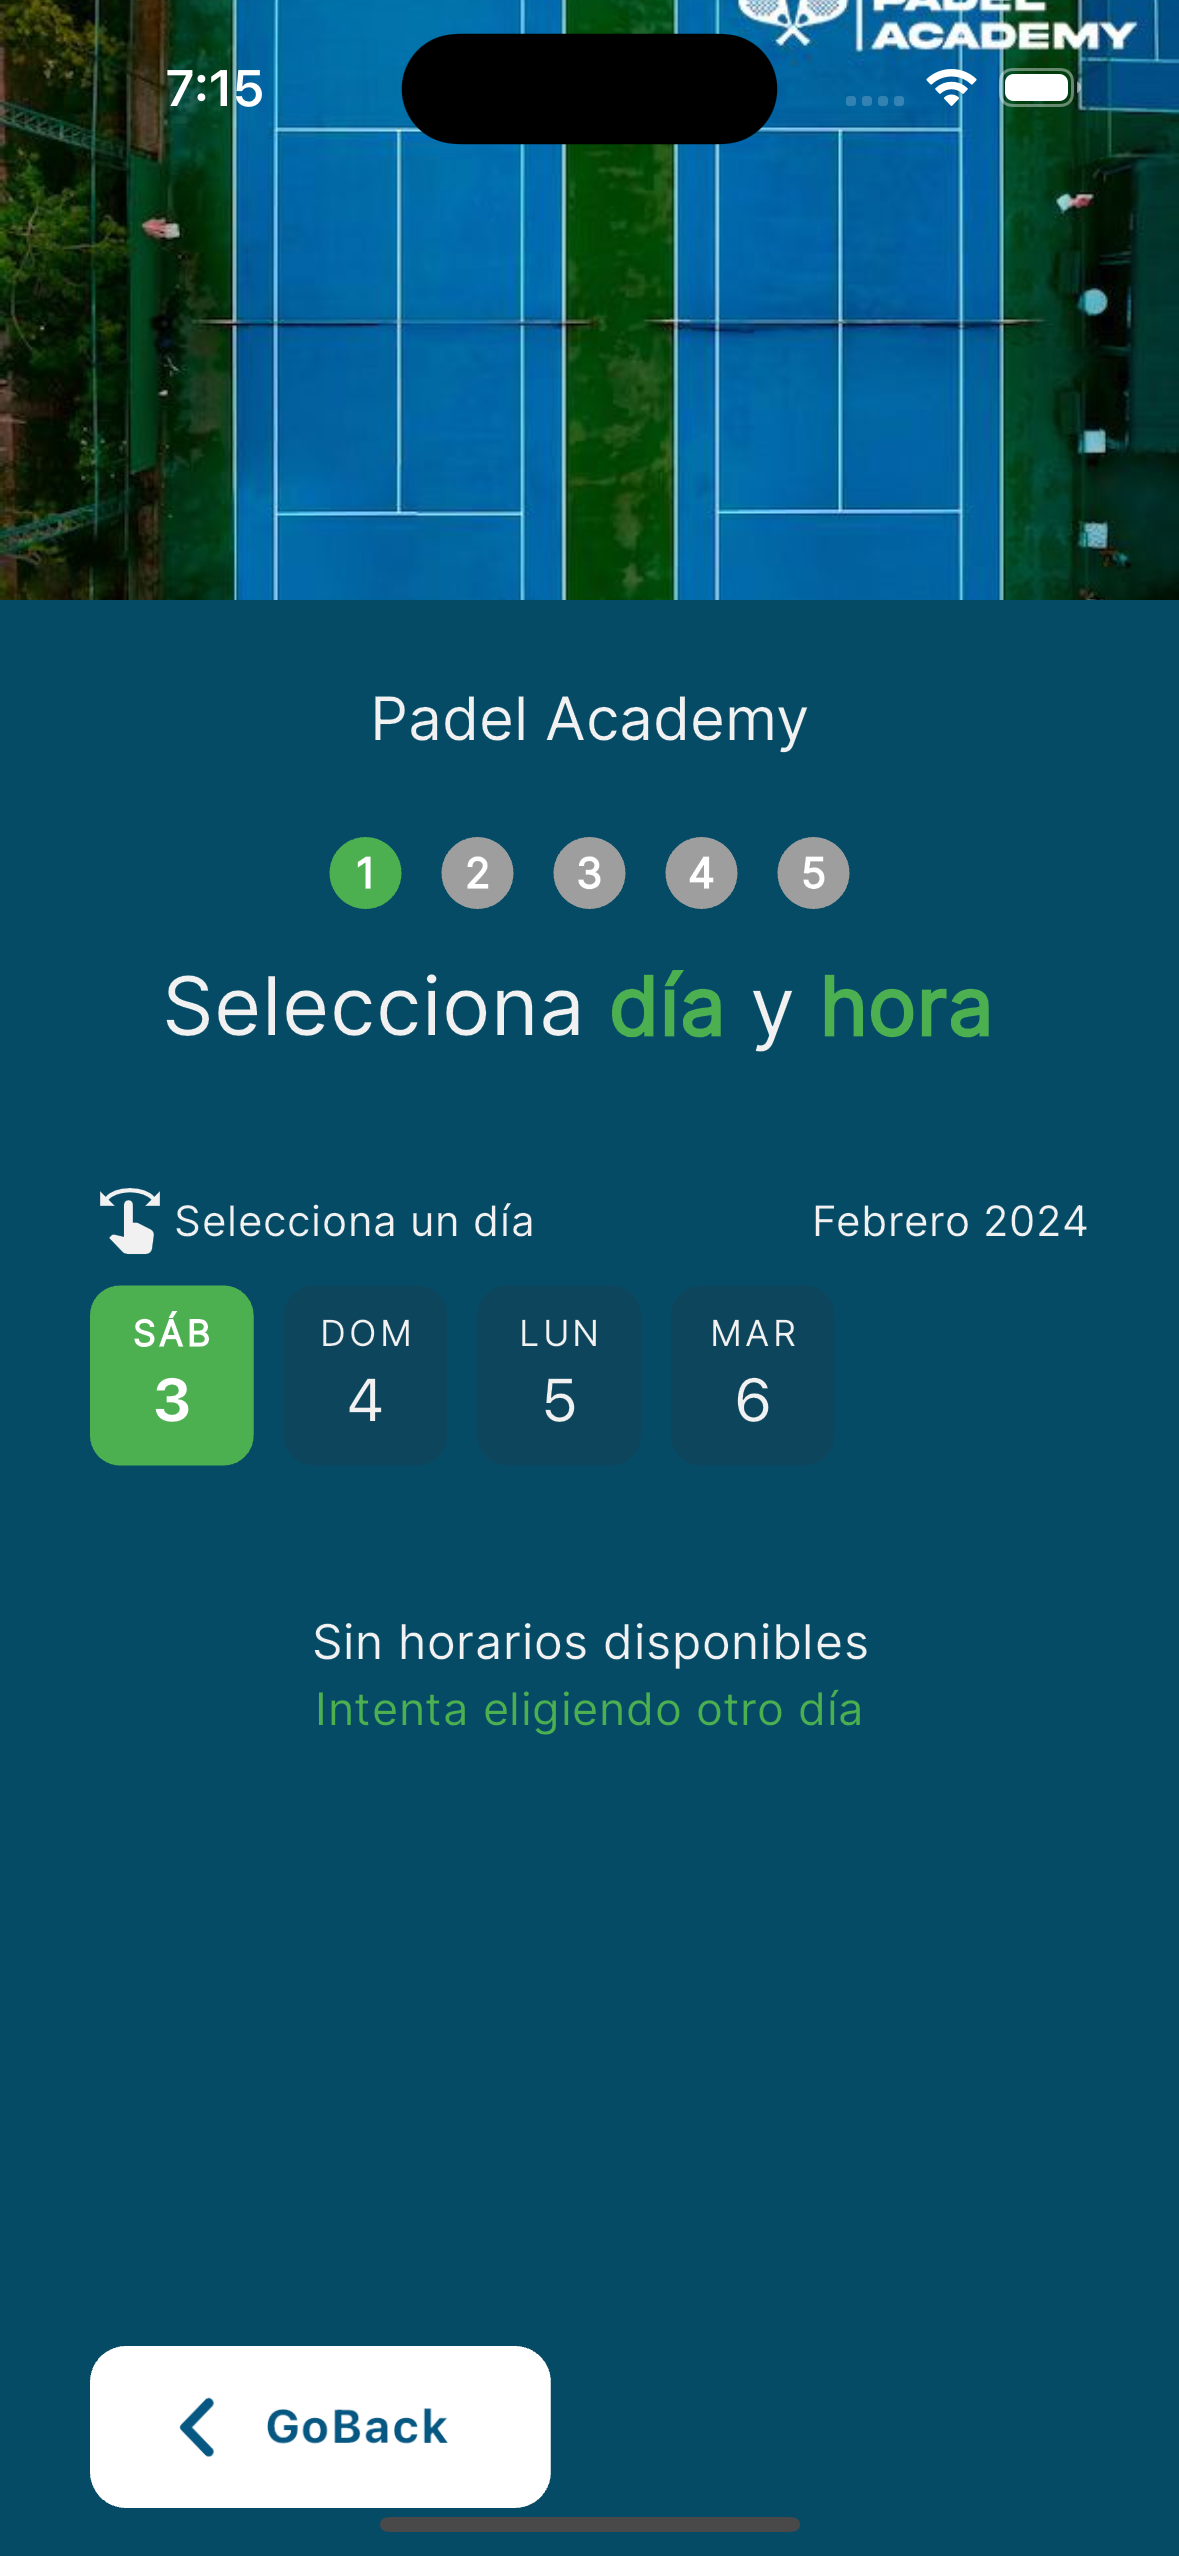 PADEL
ACADEMY
7:15
Padel Academy
1 2 3 4 5
Selecciona día y hora
Selecciona un día
Febrero 2024
SÁB DOM LUN MAR
3 4 5 6
Sin horarios disponibles
Intenta eligiendo otro día
GoBack